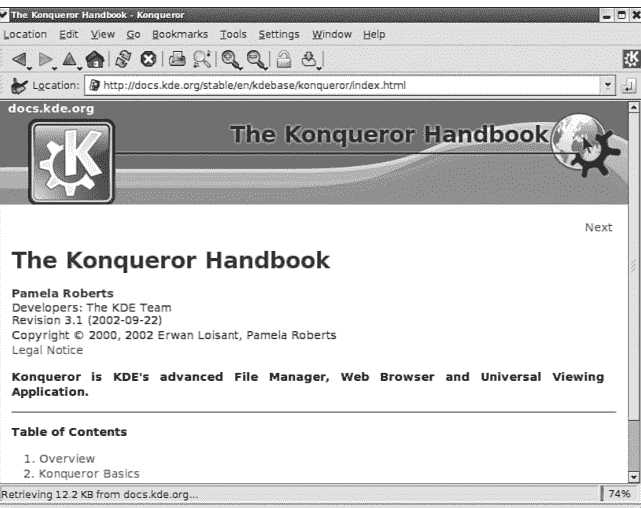 The Konqueror Handbook - Konqueror
Location Edit View Go Bookmarks Tools Settings Window Help
Location: http://docs.kde.org/stable/en/kdebase/konqueror/index.html
docs.kde.org
The Konqueror Handbook
Next
The Konqueror Handbook
Pamela Roberts
Developers: The KDE Team
Revision 3.1 (2002-09-22)
Copyright © 2000, 2002 Erwan Loisant, Pamela Roberts
Legal Notice
Konqueror is KDE's advanced File Manager, Web Browser and Universal Viewing
Application.
Table of Contents
1. Overview
2. Konqueror Basics
Retrieving 12.2 KB from docs.kde.org... 74%